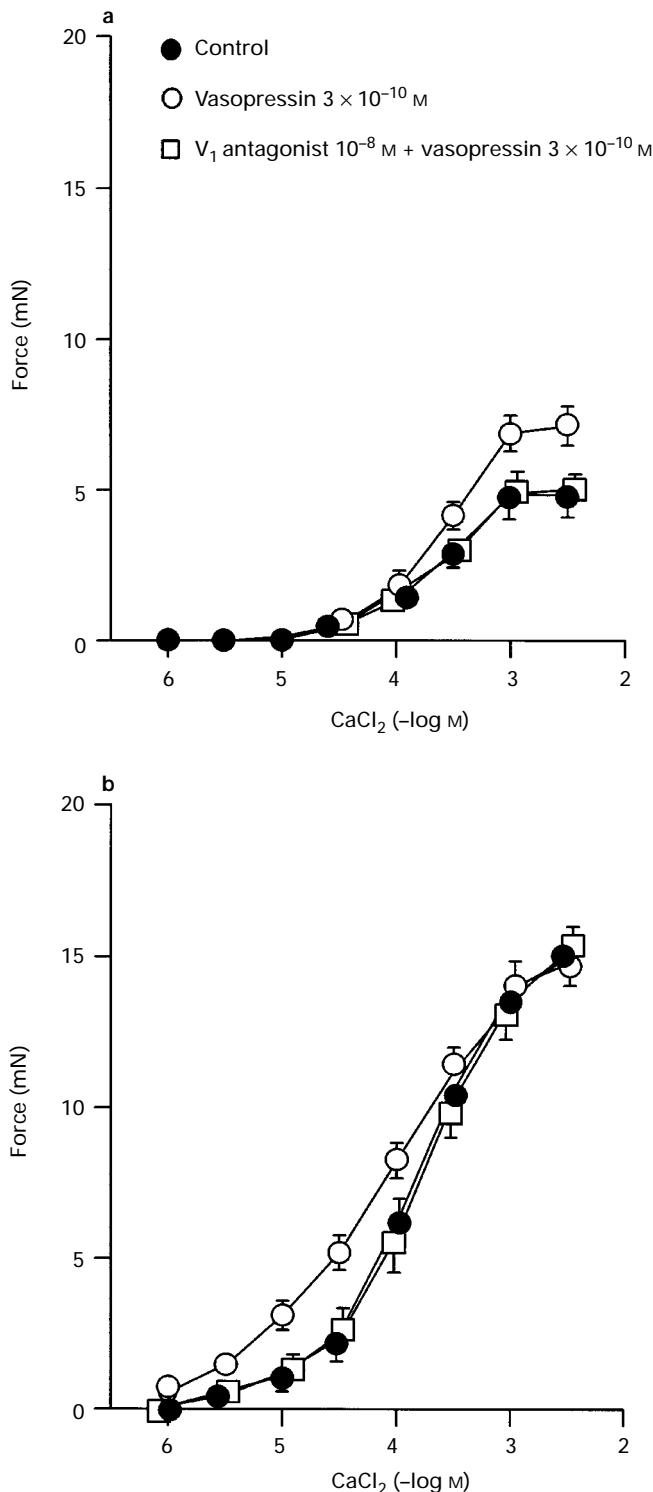 a
20
Control
Vasopressin 3 × 10⁻¹⁰ M
V₁ antagonist 10⁻⁸ M + vasopressin 3 × 10⁻¹⁰ M
15
Force (mN)
10
5
0
6 5 4 3 2
CaCl₂ (–log M)
b
20
15
Force (mN)
10
5
0
6 5 4 3 2
CaCl₂ (–log M)